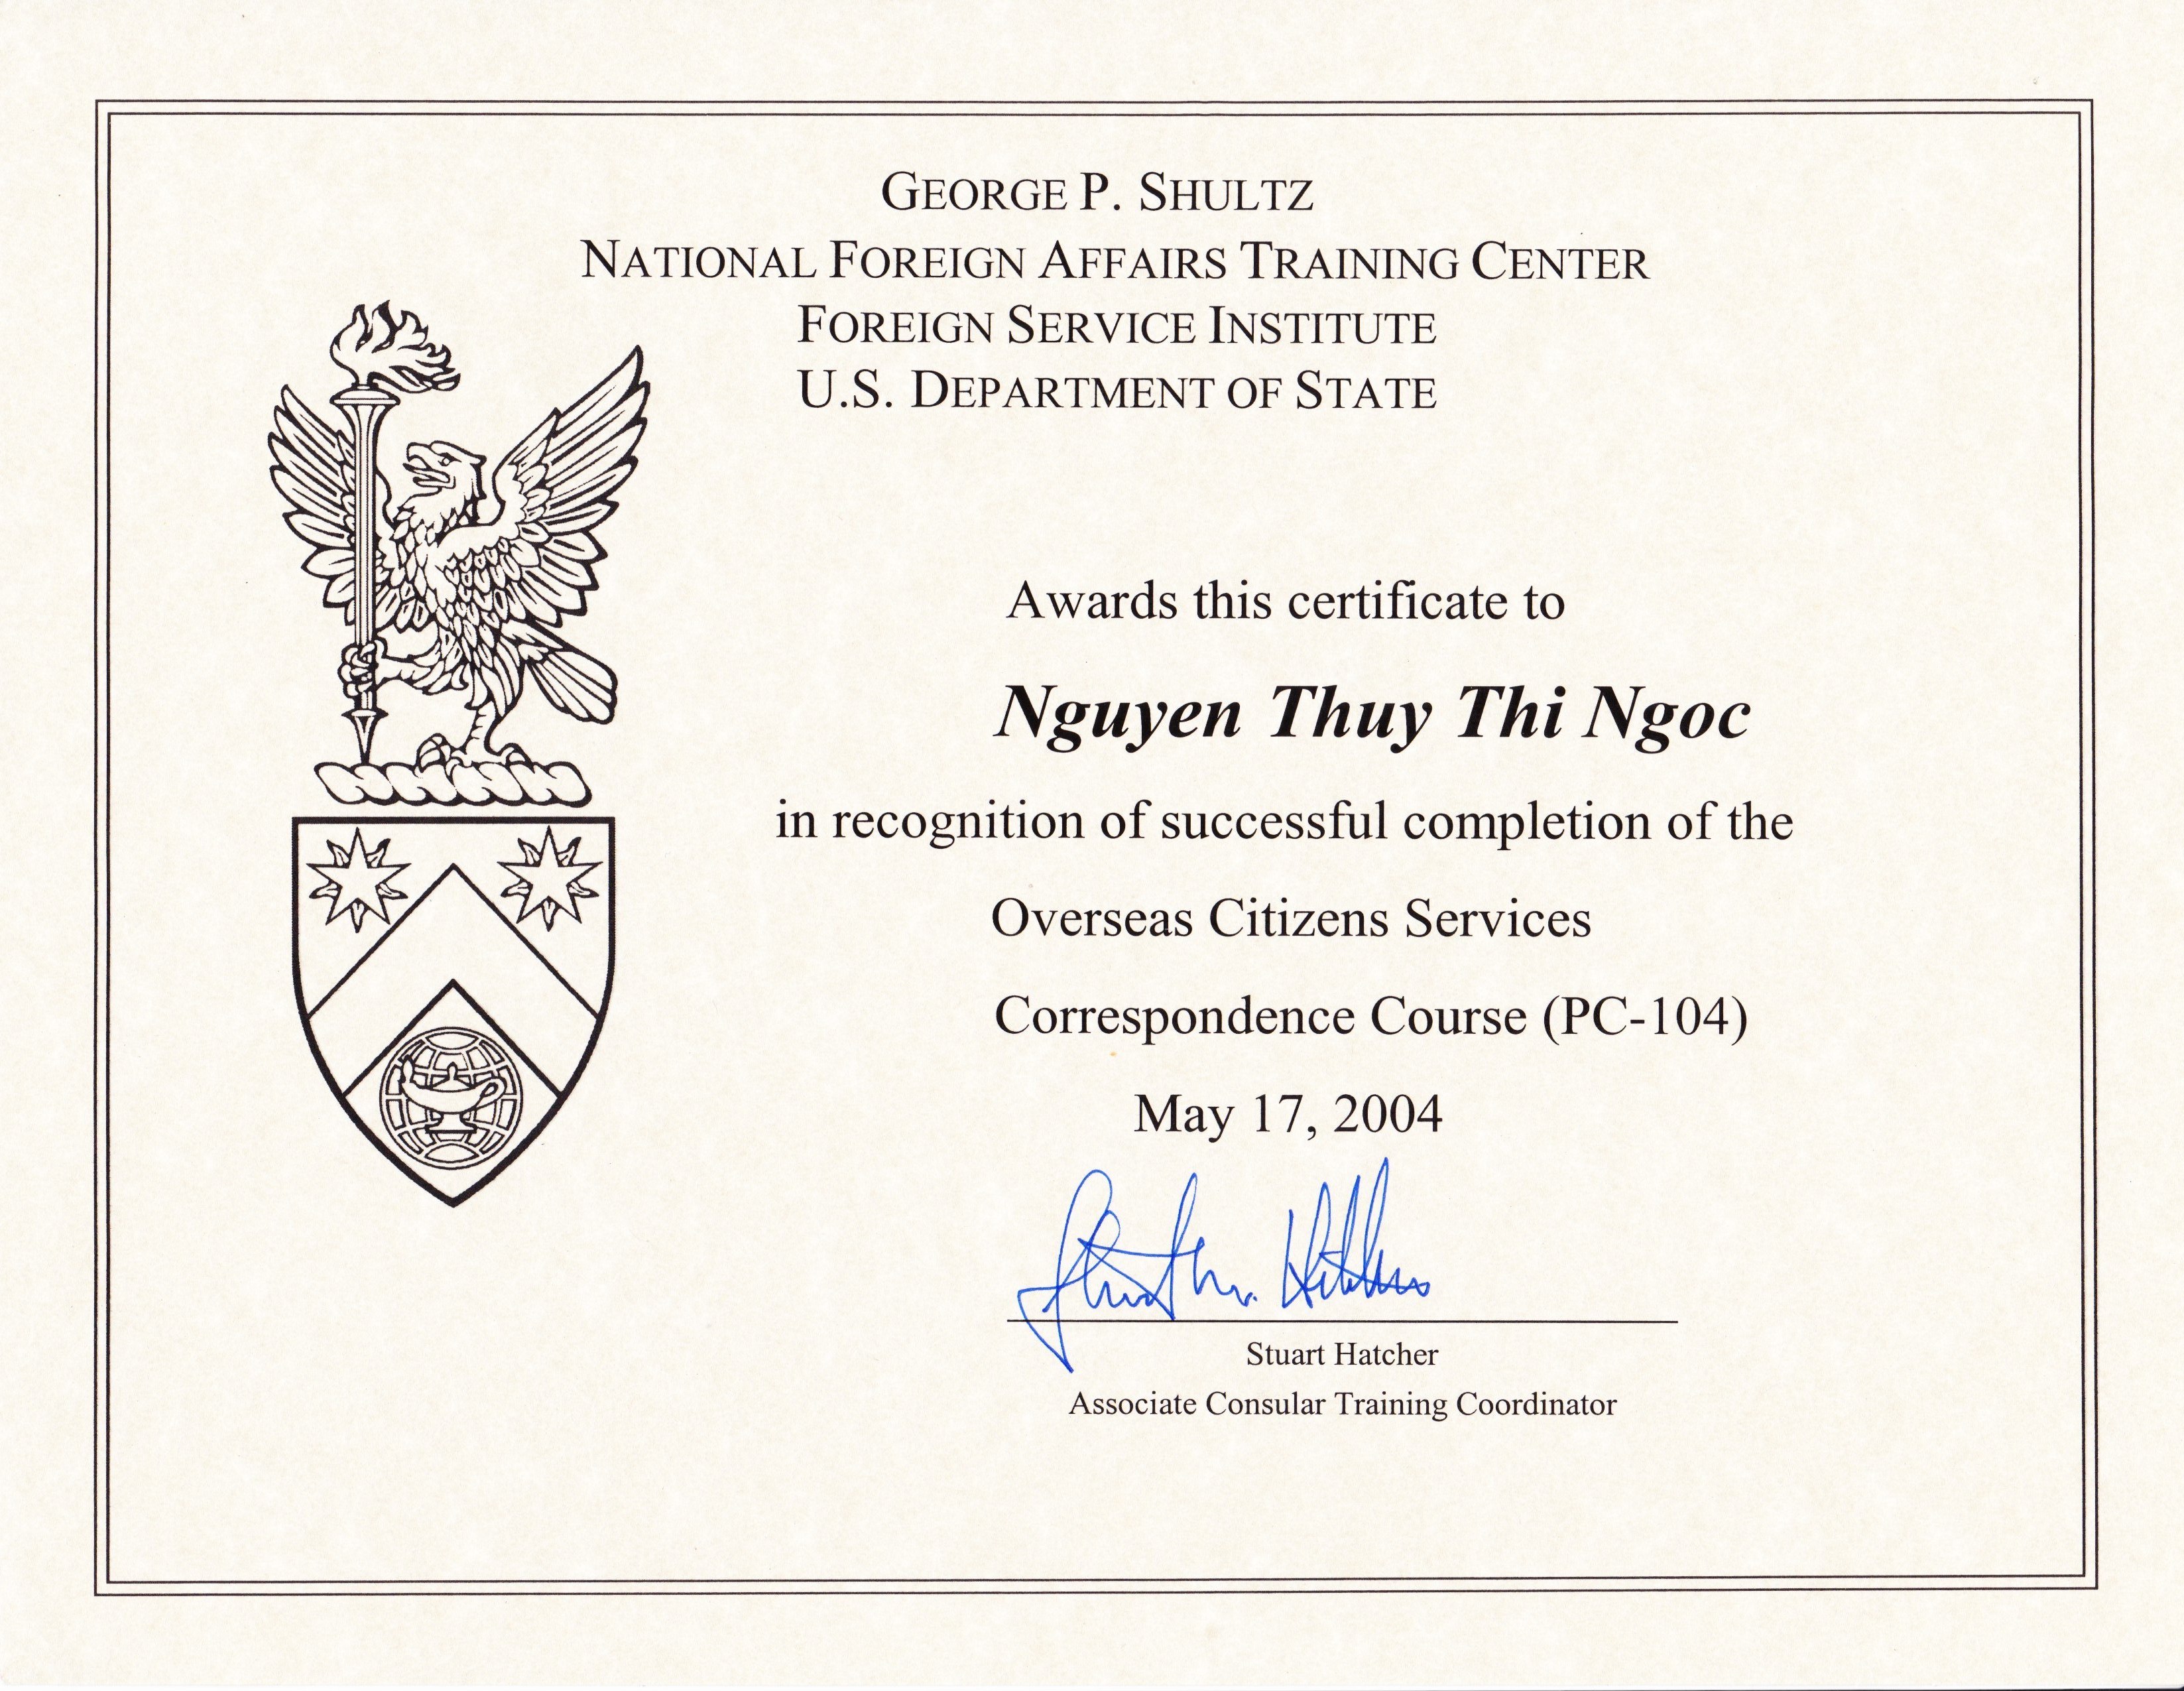 GEORGE P. SHULTZ
NATIONAL FOREIGN AFFAIRS TRAINING CENTER
FOREIGN SERVICE INSTITUTE
U.S. DEPARTMENT OF STATE
Awards this certificate to
Nguyen Thuy Thi Ngoc
in recognition of successful completion of the
Overseas Citizens Services
Correspondence Course (PC-104)
May 17, 2004
Stuart Hatcher
Associate Consular Training Coordinator